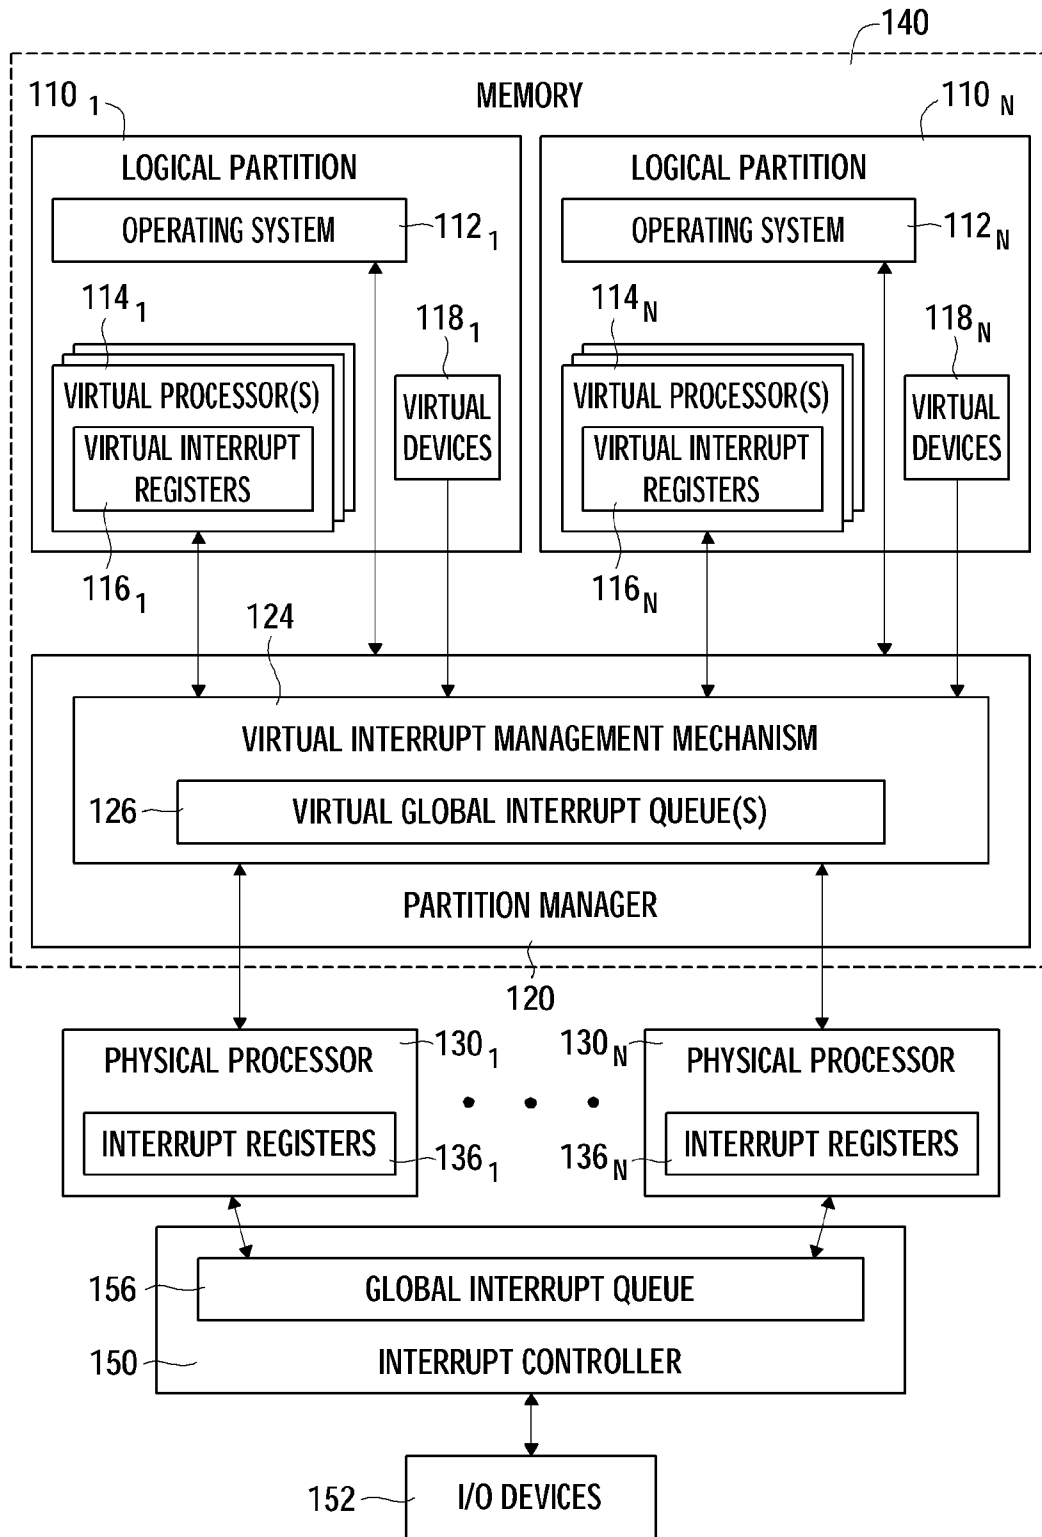 140
MEMORY
110 1
110 N
LOGICAL PARTITION
OPERATING SYSTEM
112 1
114 1
118 1
VIRTUAL PROCESSOR(S)
VIRTUAL INTERRUPT
REGISTERS
VIRTUAL
DEVICES
116 1
LOGICAL PARTITION
OPERATING SYSTEM
112 N
114 N
118 N
VIRTUAL PROCESSOR(S)
VIRTUAL INTERRUPT
REGISTERS
VIRTUAL
DEVICES
116 N
124
VIRTUAL INTERRUPT MANAGEMENT MECHANISM
126
VIRTUAL GLOBAL INTERRUPT QUEUE(S)
PARTITION MANAGER
120
PHYSICAL PROCESSOR
130 1
INTERRUPT REGISTERS
136 1
130 N
PHYSICAL PROCESSOR
136 N
INTERRUPT REGISTERS
156
GLOBAL INTERRUPT QUEUE
150
INTERRUPT CONTROLLER
152
I/O DEVICES